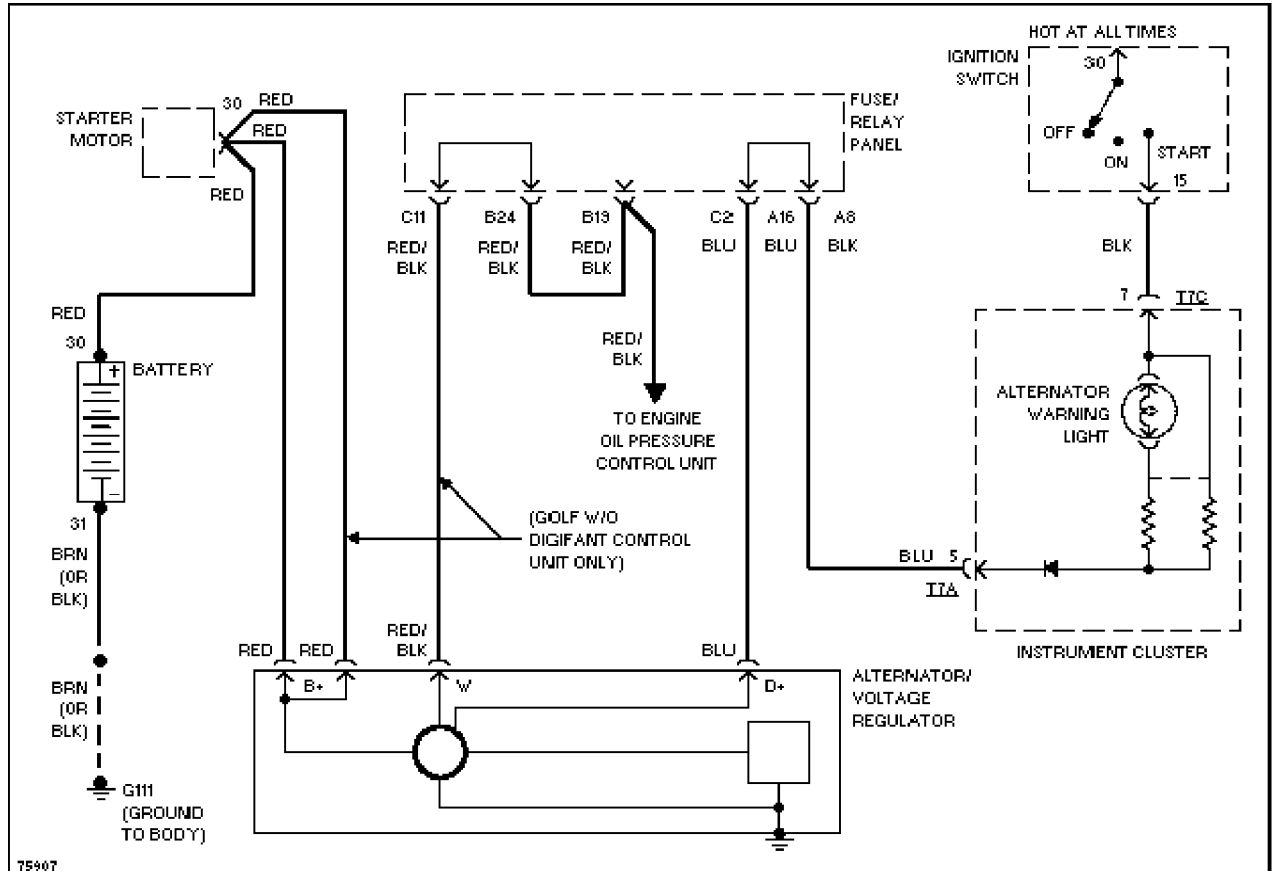 HOT AT ALL TIMES
IGNITION
SWITCH
30
OFF
ON
START
15
BLK
STARTER
MOTOR
30
RED
RED
RED
FUSE/
RELAY
PANEL
C11
B24
B19
C2
A16
A8
RED/
BLK
RED/
BLK
RED/
BLK
BLU
BLU
BLK
RED/
BLK
TO ENGINE
OIL PRESSURE
CONTROL UNIT
RED
30
+
BATTERY
-
31
BRN
(OR
BLK)
BRN
(OR
BLK)
G111
(GROUND
TO BODY)
7
T7C
ALTERNATOR
WARNING
LIGHT
BLU 5
T7A
INSTRUMENT CLUSTER
(GOLF W/O
DIGIFANT CONTROL
UNIT ONLY)
RED
RED
RED/
BLK
BLU
B+
W
D+
ALTERNATOR/
VOLTAGE
REGULATOR
75907